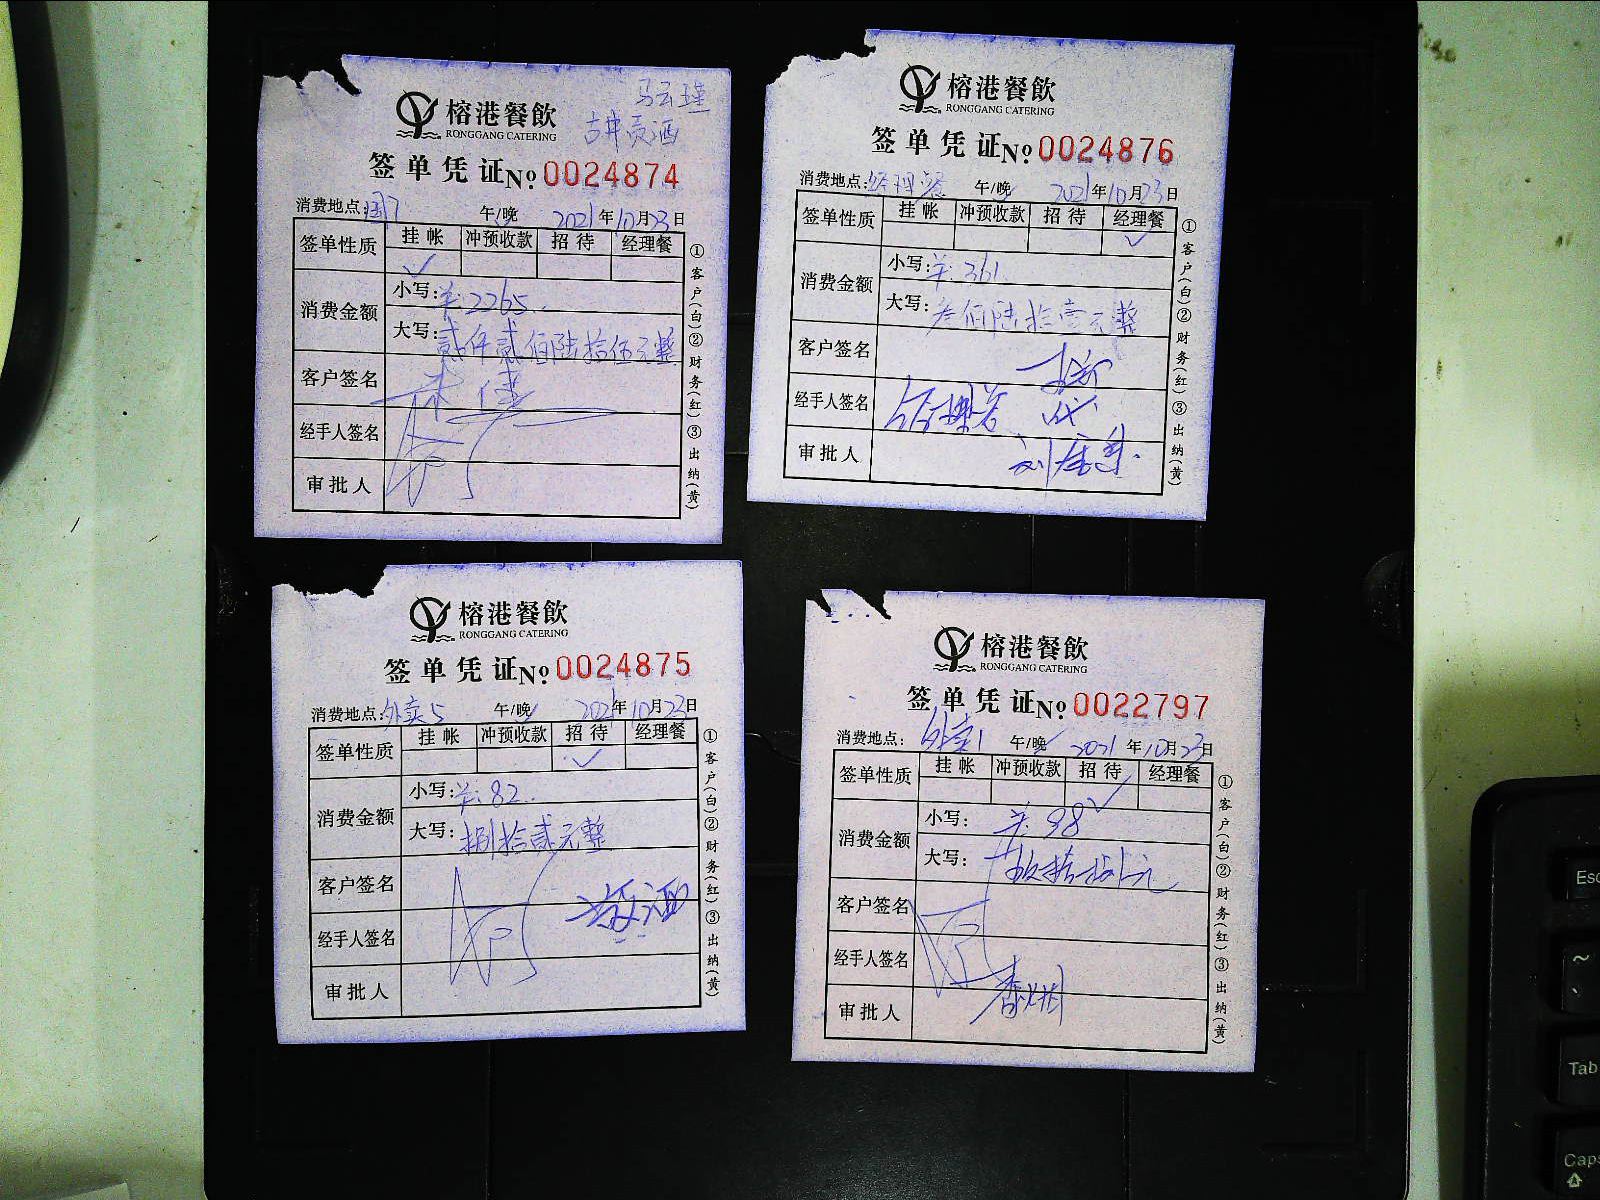 马云瑾
榕港餐飲
RONGGANG CATERING
古井贡酒
签单凭证№ 0024874
消费地点: 午/晚 2021年10月23日
签单性质 挂帐 冲预收款 招待 经理餐
✓
消费金额 小写:羊:2265.
大写:贰仟贰佰陆拾伍元整
客户签名
经手人签名
审批人
①客户(白)②财务(红)③出纳(黄)
榕港餐飲
RONGGANG CATERING
签单凭证№ 0024876
消费地点:经理餐 午/晚 2021年10月23日
签单性质 挂帐 冲预收款 招待 经理餐
✓
消费金额 小写:羊:361.
大写:叁佰陆拾壹元整
客户签名
经手人签名 代
审批人
①客户(白)②财务(红)③出纳(黄)
榕港餐飲
RONGGANG CATERING
签单凭证№ 0024875
消费地点:外卖5 午/晚 2021年10月23日
签单性质 挂帐 冲预收款 招待 经理餐
✓
消费金额 小写:羊:82.
大写:捌拾贰元整
客户签名
敬酒
经手人签名
审批人
①客户(白)②财务(红)③出纳(黄)
榕港餐飲
RONGGANG CATERING
签单凭证№ 0022797
消费地点:外卖1 午/晚 2021年10月23日
签单性质 挂帐 冲预收款 招待 经理餐
✓
消费金额 小写:羊:98
大写:
客户签名
经手人签名
审批人
①客户(白)②财务(红)③出纳(黄)
Esc
~
Tab
Caps